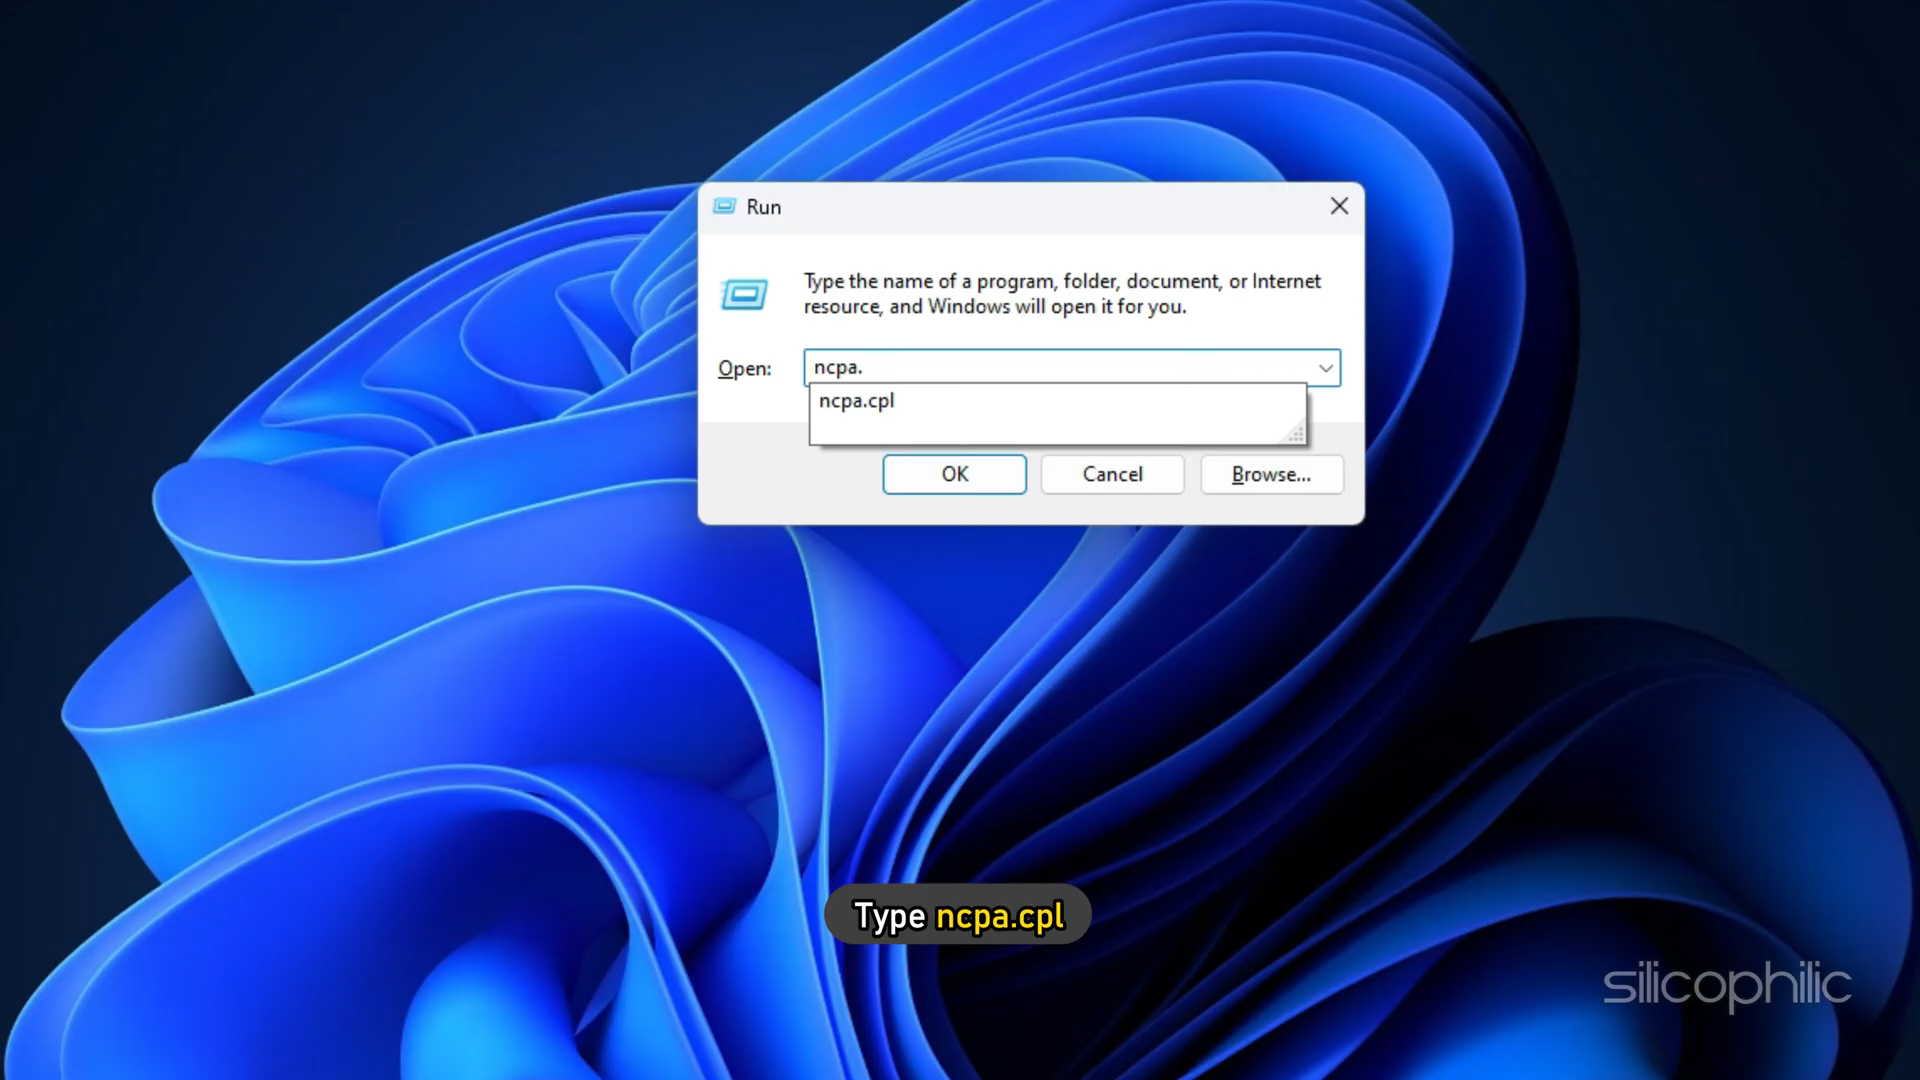 Run
Type the name of a program, folder, document, or Internet
resource, and Windows will open it for you.
Open: ncpa.
ncpa.cpl
OK Cancel Browse...
Type ncpa.cpl
silicophilic